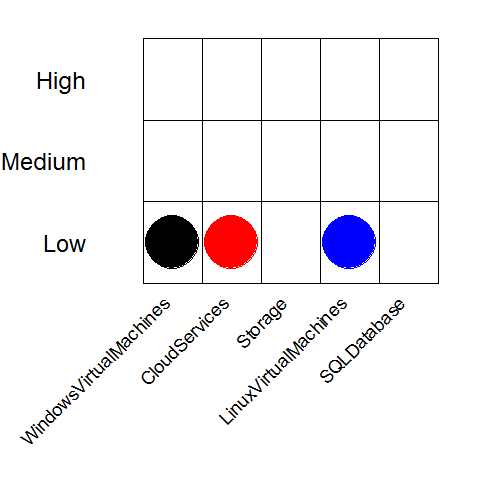 High
Medium
Low
WindowsVirtualMachines
CloudServices
Storage
LinuxVirtualMachines
SQLDatabase